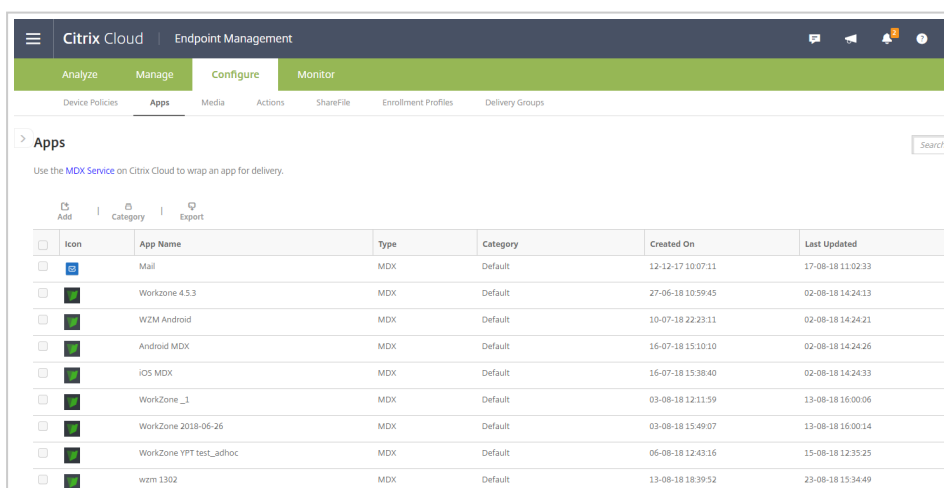 Citrix Cloud Endpoint Management 2
Analyze Manage Configure Monitor
Device Policies Apps Media Actions ShareFile Enrollment Profiles Delivery Groups
Apps
Search
Use the MDX Service on Citrix Cloud to wrap an app for delivery.
Add | Category | Export
Icon App Name Type Category Created On Last Updated
Mail MDX Default 12-12-17 10:07:11 17-08-18 11:02:33
Workzone 4.5.3 MDX Default 27-06-18 10:59:45 02-08-18 14:24:13
WZM Android MDX Default 10-07-18 22:23:11 02-08-18 14:24:21
Android MDX MDX Default 16-07-18 15:10:10 02-08-18 14:24:26
iOS MDX MDX Default 16-07-18 15:38:40 02-08-18 14:24:33
WorkZone _1 MDX Default 03-08-18 12:11:59 13-08-18 16:00:06
WorkZone 2018-06-26 MDX Default 03-08-18 15:49:07 13-08-18 16:00:14
WorkZone YPT test_adhoc MDX Default 06-08-18 12:43:16 15-08-18 12:35:25
wzm 1302 MDX Default 13-08-18 18:39:52 23-08-18 15:34:49